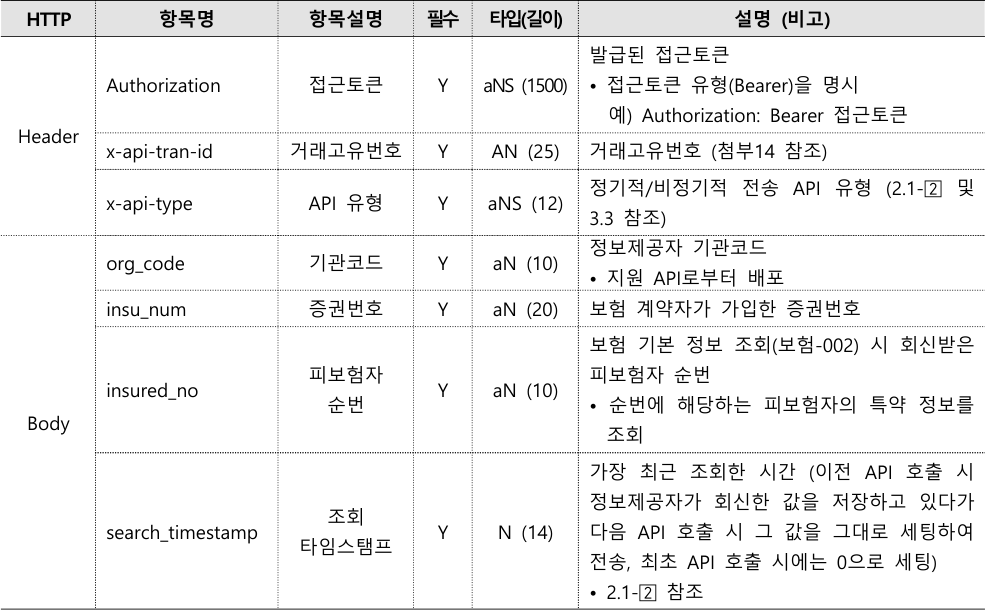 HTTP 항목명 항목설명 필수 타입(길이) 설명 (비고)
Header
Authorization 접근토큰 Y aNS (1500)
발급된 접근토큰
• 접근토큰 유형(Bearer)을 명시
예) Authorization: Bearer 접근토큰
x-api-tran-id 거래고유번호 Y AN (25) 거래고유번호 (첨부14 참조)
x-api-type API 유형 Y aNS (12)
정기적/비정기적 전송 API 유형 (2.1-② 및
3.3 참조)
Body
org_code 기관코드 Y aN (10)
정보제공자 기관코드
• 지원 API로부터 배포
insu_num 증권번호 Y aN (20) 보험 계약자가 가입한 증권번호
insured_no
피보험자
순번
Y aN (10)
보험 기본 정보 조회(보험-002) 시 회신받은
피보험자 순번
• 순번에 해당하는 피보험자의 특약 정보를
조회
search_timestamp
조회
타임스탬프
Y N (14)
가장 최근 조회한 시간 (이전 API 호출 시
정보제공자가 회신한 값을 저장하고 있다가
다음 API 호출 시 그 값을 그대로 세팅하여
전송, 최초 API 호출 시에는 0으로 세팅)
• 2.1-② 참조